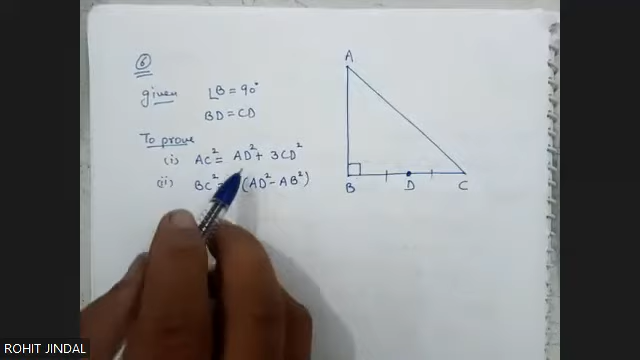 6
given ∟B = 90°
BD = CD
To prove
(i) AC² = AD² + 3CD²
(ii) BC² = (AD² - AB²)
A
B D C
ROHIT JINDAL